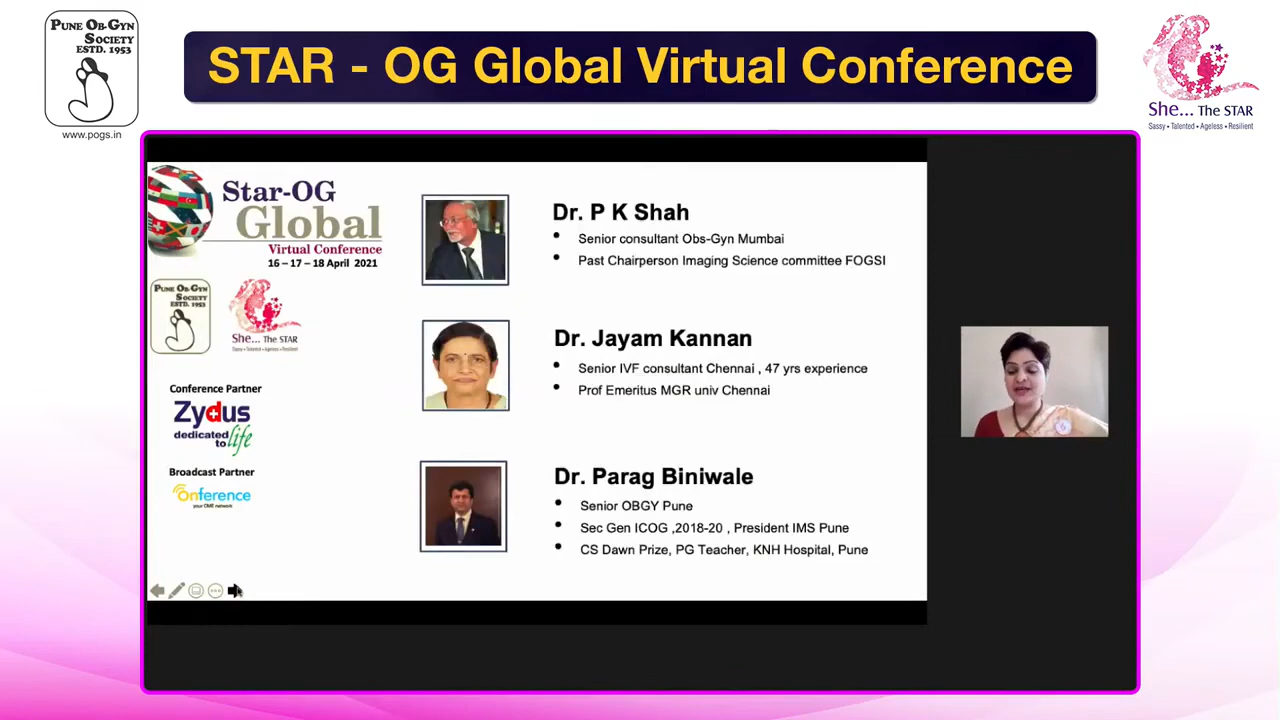 PUNE OB-GYN
SOCIETY
ESTD. 1953
www.pogs.in
STAR - OG Global Virtual Conference
She... The STAR
Sassy • Talented • Ageless • Resilient
Star-OG
Global
Virtual Conference
16 – 17 – 18 April 2021
PUNE OB-GYN
SOCIETY
ESTD. 1953
She... The STAR
Sassy • Talented • Ageless • Resilient
Conference Partner
Zydus
dedicated
to life
Broadcast Partner
Onference
your CME network
Dr. P K Shah
• Senior consultant Obs-Gyn Mumbai
• Past Chairperson Imaging Science committee FOGSI
Dr. Jayam Kannan
• Senior IVF consultant Chennai , 47 yrs experience
• Prof Emeritus MGR univ Chennai
Dr. Parag Biniwale
• Senior OBGY Pune
• Sec Gen ICOG ,2018-20 , President IMS Pune
• CS Dawn Prize, PG Teacher, KNH Hospital, Pune